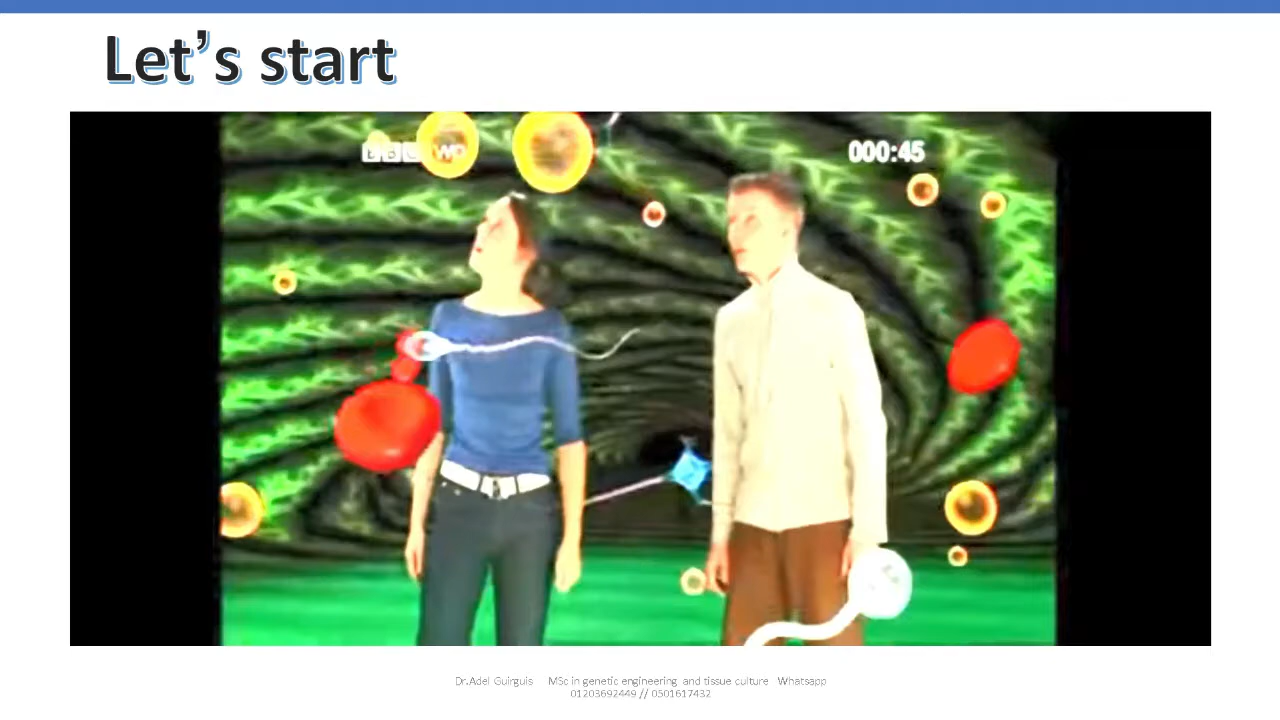 Let's start
000:45
Dr.Adel Guirguis MSc in genetic engineering and tissue culture Whatsapp
01203692449 // 0501617432